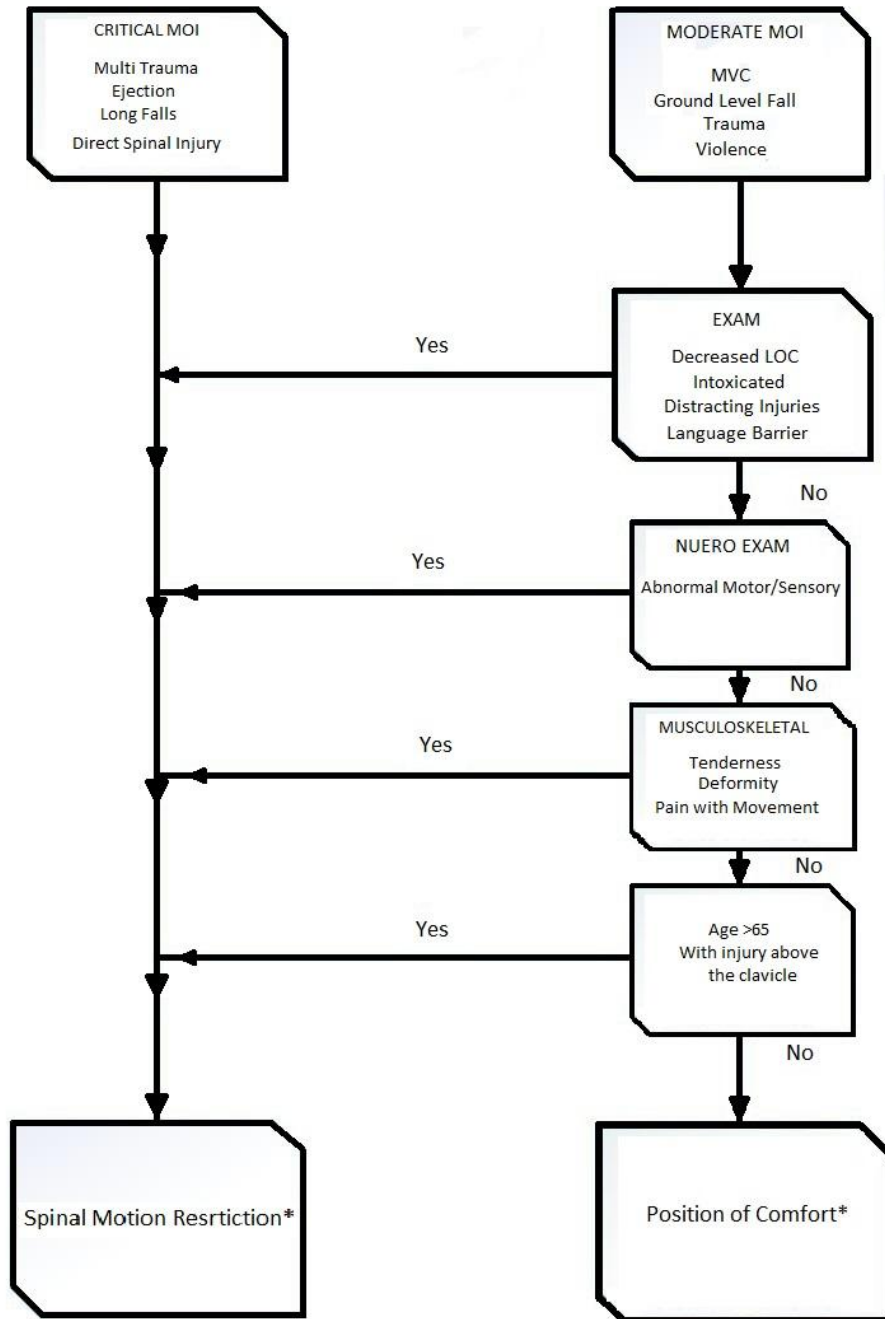 CRITICAL MOI
Multi Trauma
Ejection
Long Falls
Direct Spinal Injury
MODERATE MOI
MVC
Ground Level Fall
Trauma
Violence
EXAM
Decreased LOC
Intoxicated
Distracting Injuries
Language Barrier
Yes
No
NUERO EXAM
Abnormal Motor/Sensory
Yes
No
MUSCULOSKELETAL
Tenderness
Deformity
Pain with Movement
Yes
No
Age >65
With injury above
the clavicle
Yes
No
Spinal Motion Resrtiction*
Position of Comfort*